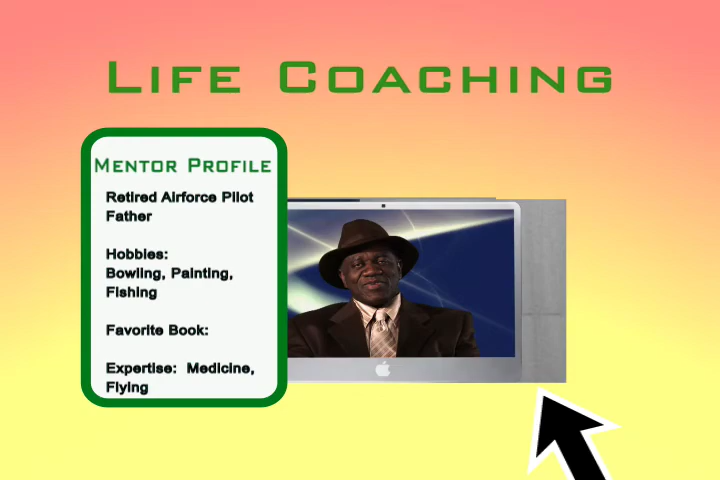 Life Coaching
Mentor Profile
Retired Airforce Pilot
Father
Hobbies:
Bowling, Painting,
Fishing
Favorite Book:
Expertise: Medicine,
Flying